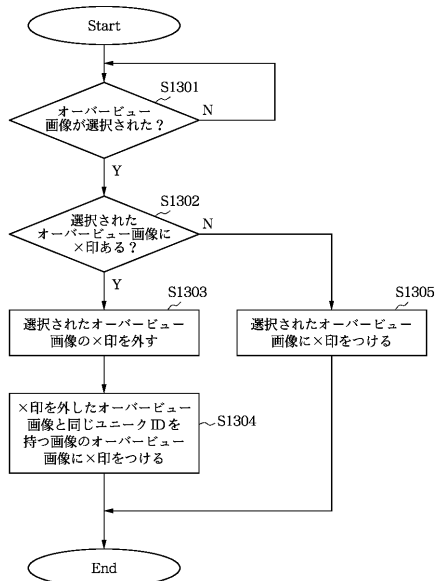 Start
S1301
オーバービュー
画像が選択された？
N
Y
S1302
選択された
オーバービュー画像に
×印ある？
N
Y
S1303
選択されたオーバービュー
画像の×印を外す
S1305
選択されたオーバービュー
画像に×印をつける
×印を外したオーバービュー
画像と同じユニークIDを
持つ画像のオーバービュー
画像に×印をつける
S1304
End